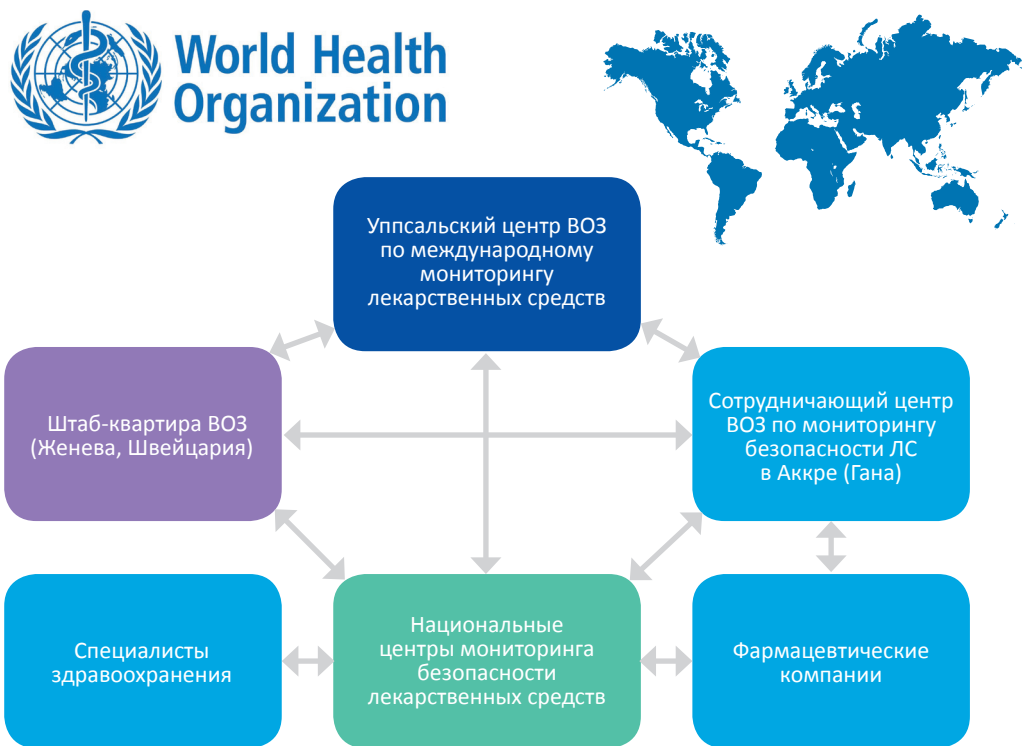 World Health
Organization
Уппсальский центр ВОЗ
по международному
мониторингу
лекарственных средств
Штаб-квартира ВОЗ
(Женева, Швейцария)
Сотрудничающий центр
ВОЗ по мониторингу
безопасности ЛС
в Аккре (Гана)
Специалисты
здравоохранения
Национальные
центры мониторинга
безопасности
лекарственных средств
Фармацевтические
компании